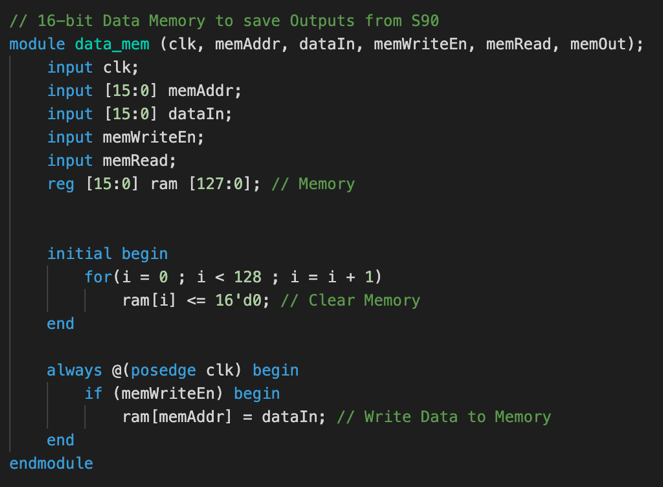 // 16-bit Data Memory to save Outputs from S90
module data_mem (clk, memAddr, dataIn, memWriteEn, memRead, memOut);
    input clk;
    input [15:0] memAddr;
    input [15:0] dataIn;
    input memWriteEn;
    input memRead;
    reg [15:0] ram [127:0]; // Memory
    initial begin
        for(i = 0 ; i < 128 ; i = i + 1)
            ram[i] <= 16'd0; // Clear Memory
    end
    always @(posedge clk) begin
        if (memWriteEn) begin
            ram[memAddr] = dataIn; // Write Data to Memory
    end
endmodule